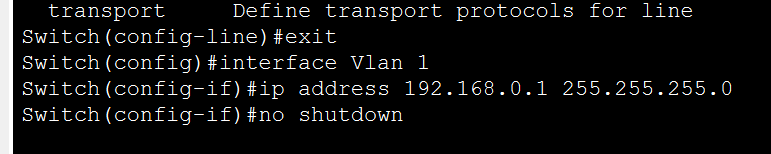 transport     Define transport protocols for line
Switch(config-line)#exit
Switch(config)#interface Vlan 1
Switch(config-if)#ip address 192.168.0.1 255.255.255.0
Switch(config-if)#no shutdown